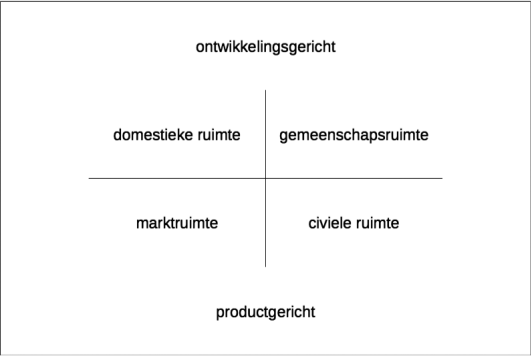 ontwikkelingsgericht
domestieke ruimte
gemeenschapsruimte
marktruimte
civiele ruimte
productgericht